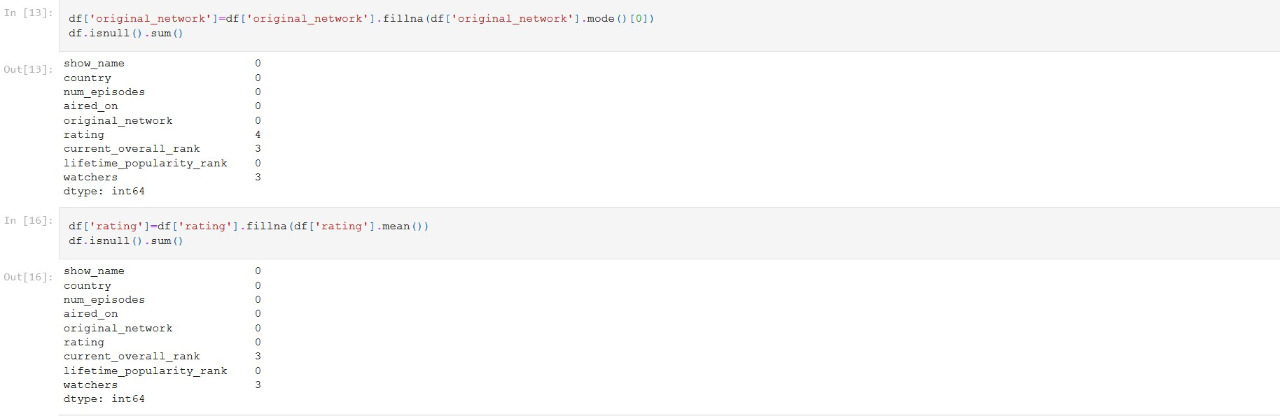 In [13]:
df['original_network']=df['original_network'].fillna(df['original_network'].mode()[0])
df.isnull().sum()
Out[13]:
show_name 0
country 0
num_episodes 0
aired_on 0
original_network 0
rating 4
current_overall_rank 3
lifetime_popularity_rank 0
watchers 3
dtype: int64
In [16]:
df['rating']=df['rating'].fillna(df['rating'].mean())
df.isnull().sum()
Out[16]:
show_name 0
country 0
num_episodes 0
aired_on 0
original_network 0
rating 0
current_overall_rank 3
lifetime_popularity_rank 0
watchers 3
dtype: int64